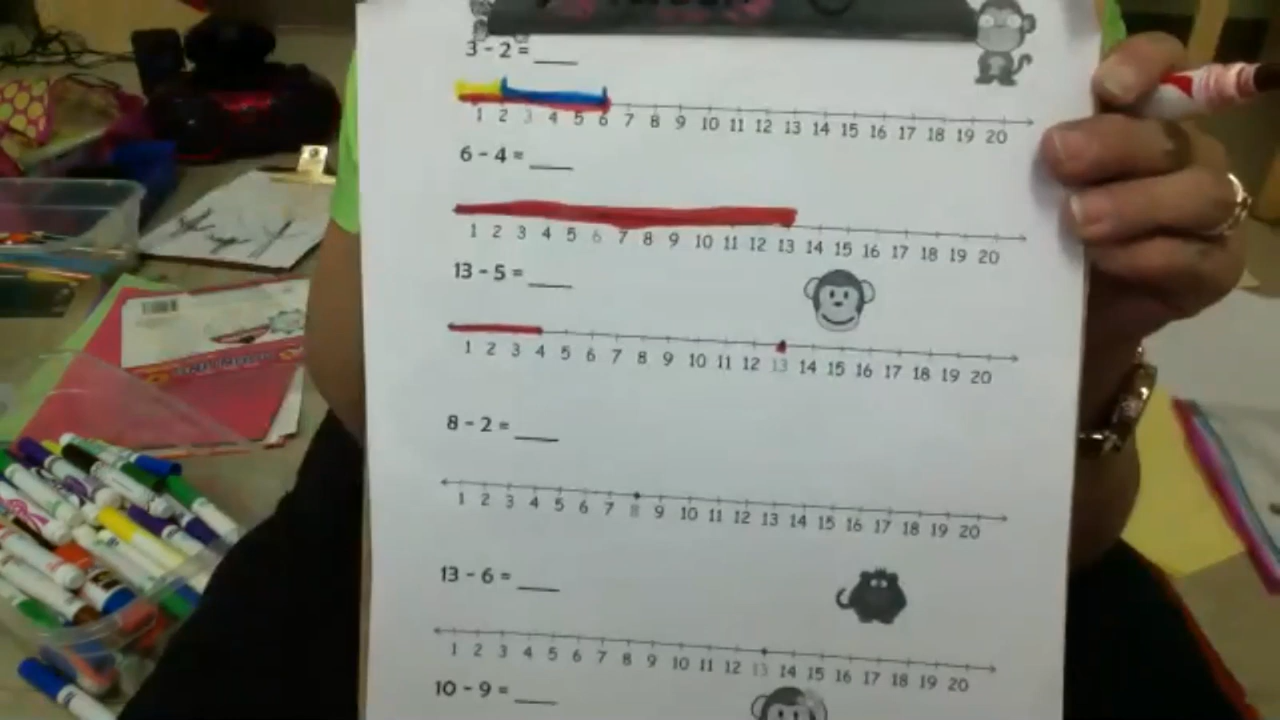 3 - 2 = ___
1 2 3 4 5 6 7 8 9 10 11 12 13 14 15 16 17 18 19 20
6 - 4 = ___
1 2 3 4 5 6 7 8 9 10 11 12 13 14 15 16 17 18 19 20
13 - 5 = ___
1 2 3 4 5 6 7 8 9 10 11 12 13 14 15 16 17 18 19 20
8 - 2 = ___
1 2 3 4 5 6 7 8 9 10 11 12 13 14 15 16 17 18 19 20
13 - 6 = ___
1 2 3 4 5 6 7 8 9 10 11 12 13 14 15 16 17 18 19 20
10 - 9 = ___